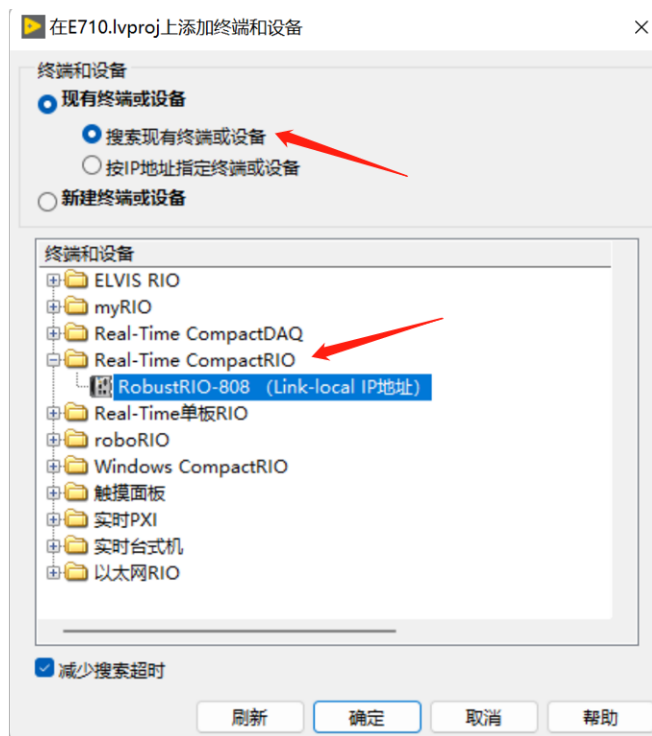 在E710.lvproj上添加终端和设备
终端和设备
现有终端或设备
搜索现有终端或设备
按IP地址指定终端或设备
新建终端或设备
终端和设备
ELVIS RIO
myRIO
Real-Time CompactDAQ
Real-Time CompactRIO
RobustRIO-808 （Link-local IP地址）
Real-Time单板RIO
roboRIO
Windows CompactRIO
触摸面板
实时PXI
实时台式机
以太网RIO
减少搜索超时
刷新 确定 取消 帮助